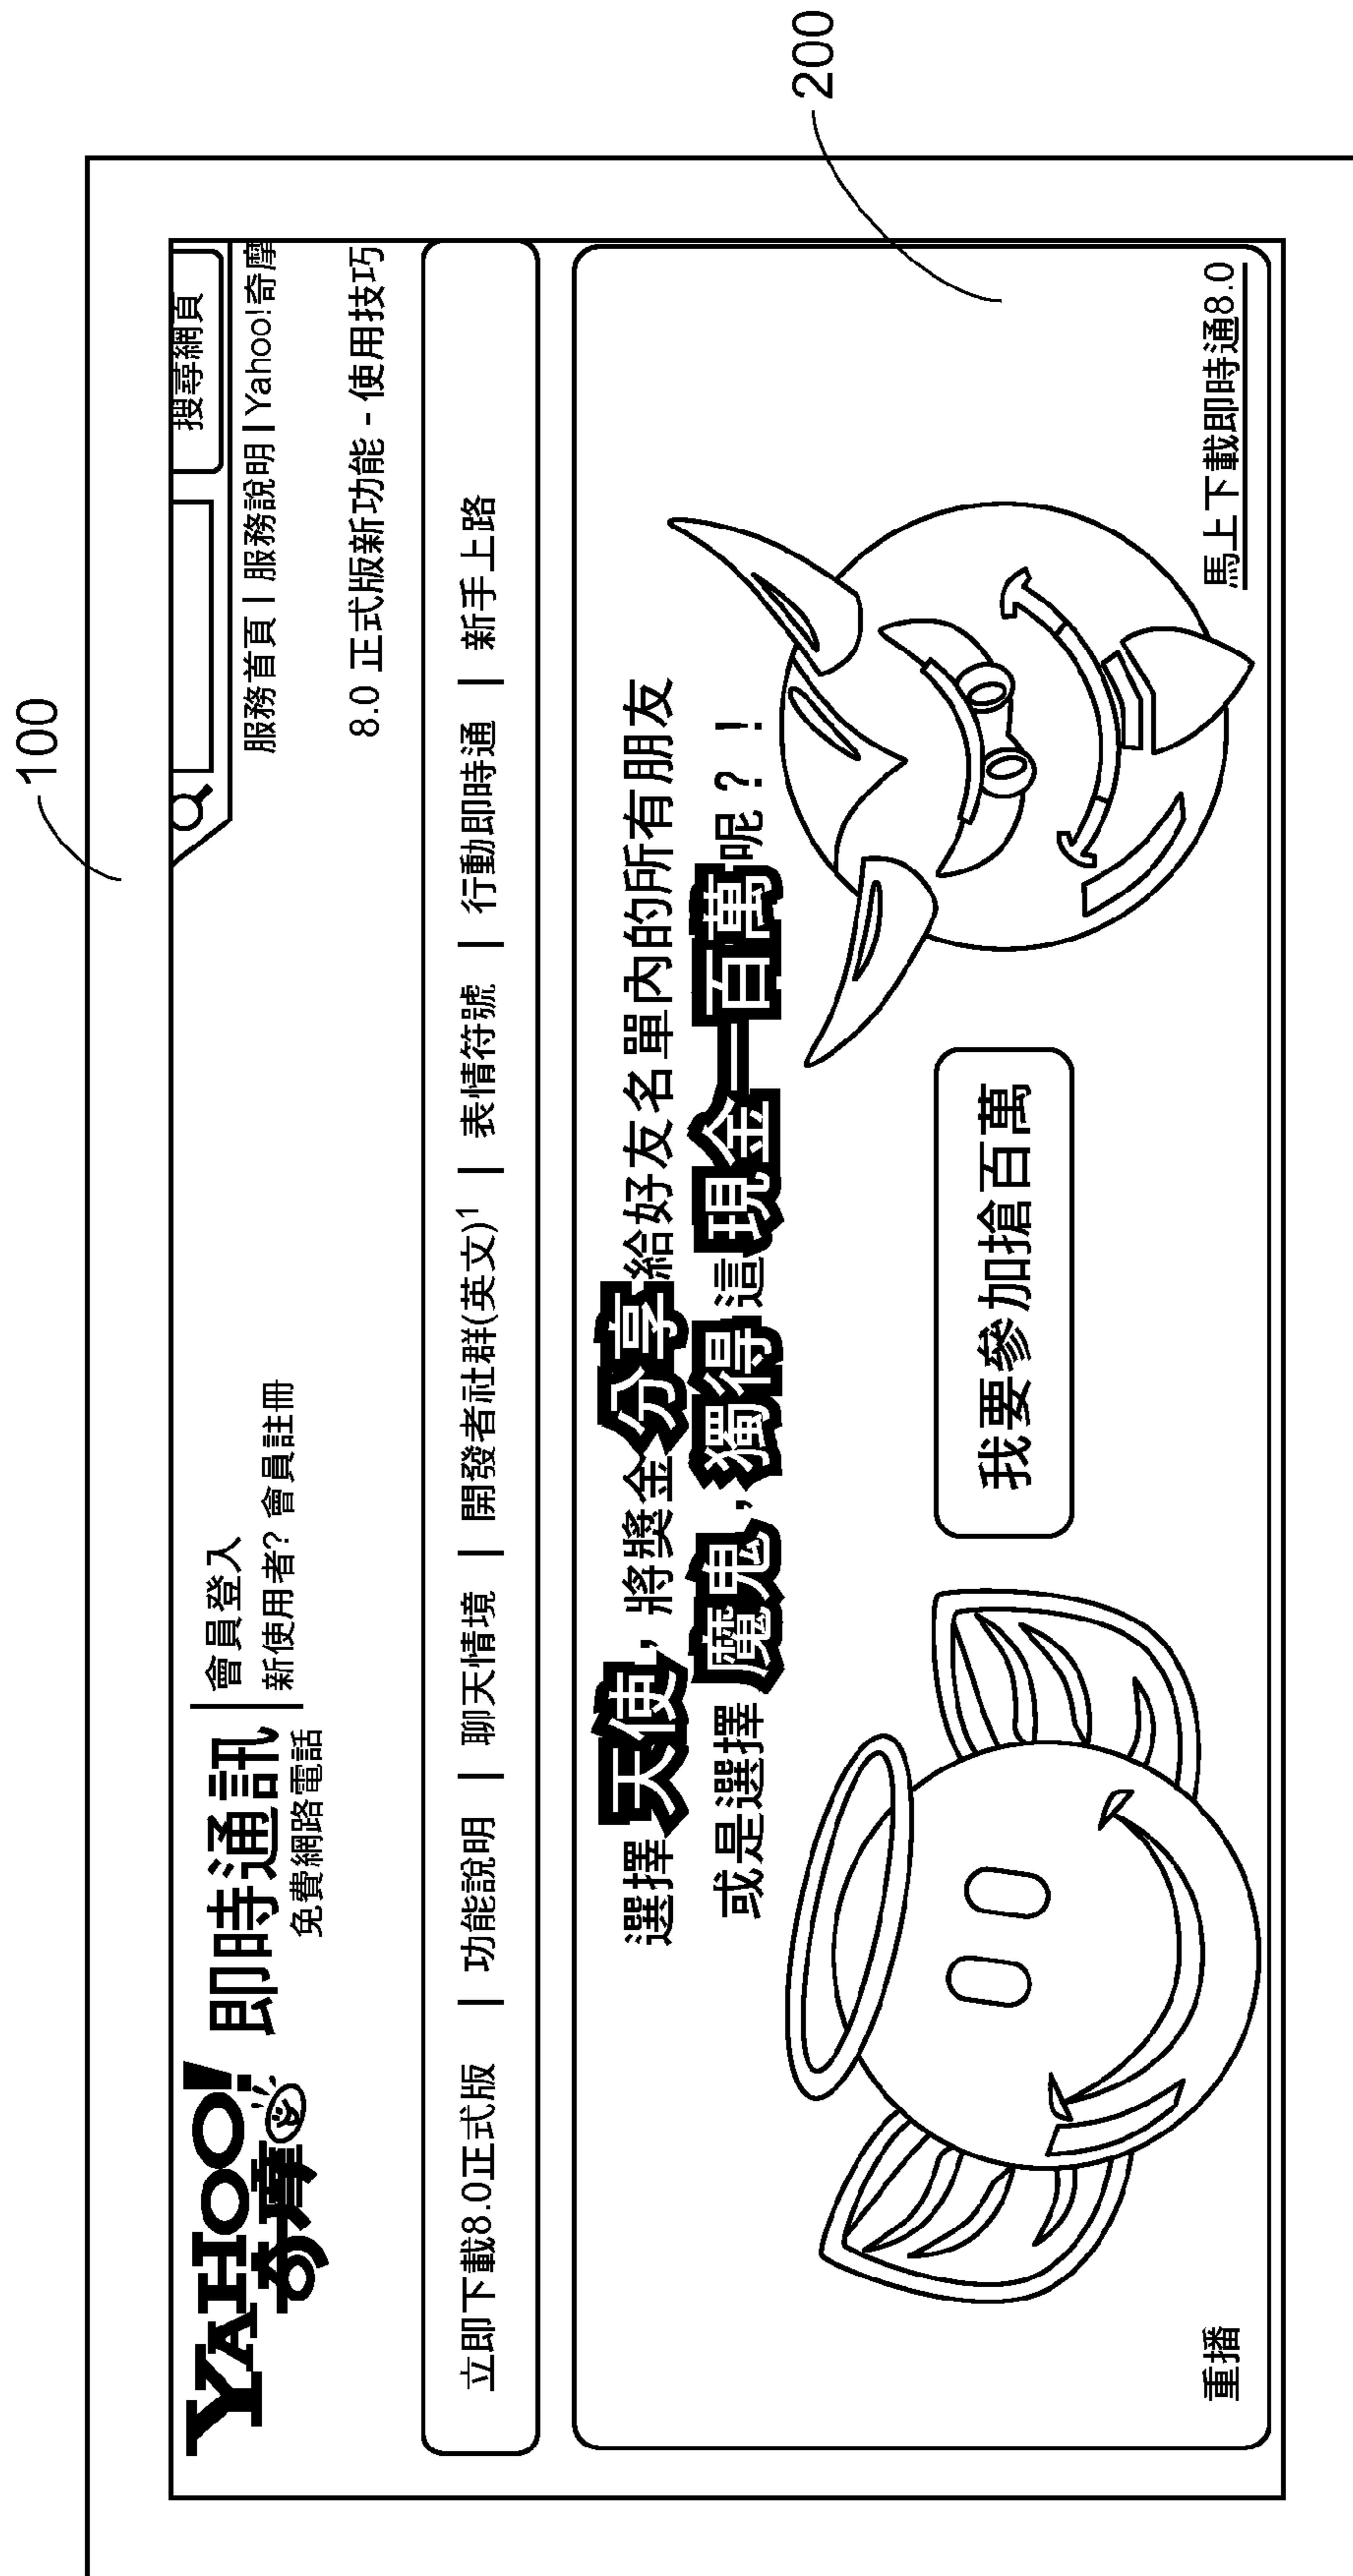 100
200
搜尋網頁
YAHOO!奇摩 即時通訊
免費網路電話
會員登入
新使用者? 會員註冊
服務首頁 | 服務說明 | Yahoo!奇摩
8.0 正式版新功能 - 使用技巧
立即下載8.0正式版 | 功能說明 | 聊天情境 | 開發者社群(英文)¹ | 表情符號 | 行動即時通 | 新手上路
選擇天使, 將獎金分享給好友名單內的所有朋友
或是選擇魔鬼, 獨得這現金一百萬呢?!
我要參加搶百萬
重播
馬上下載即時通8.0